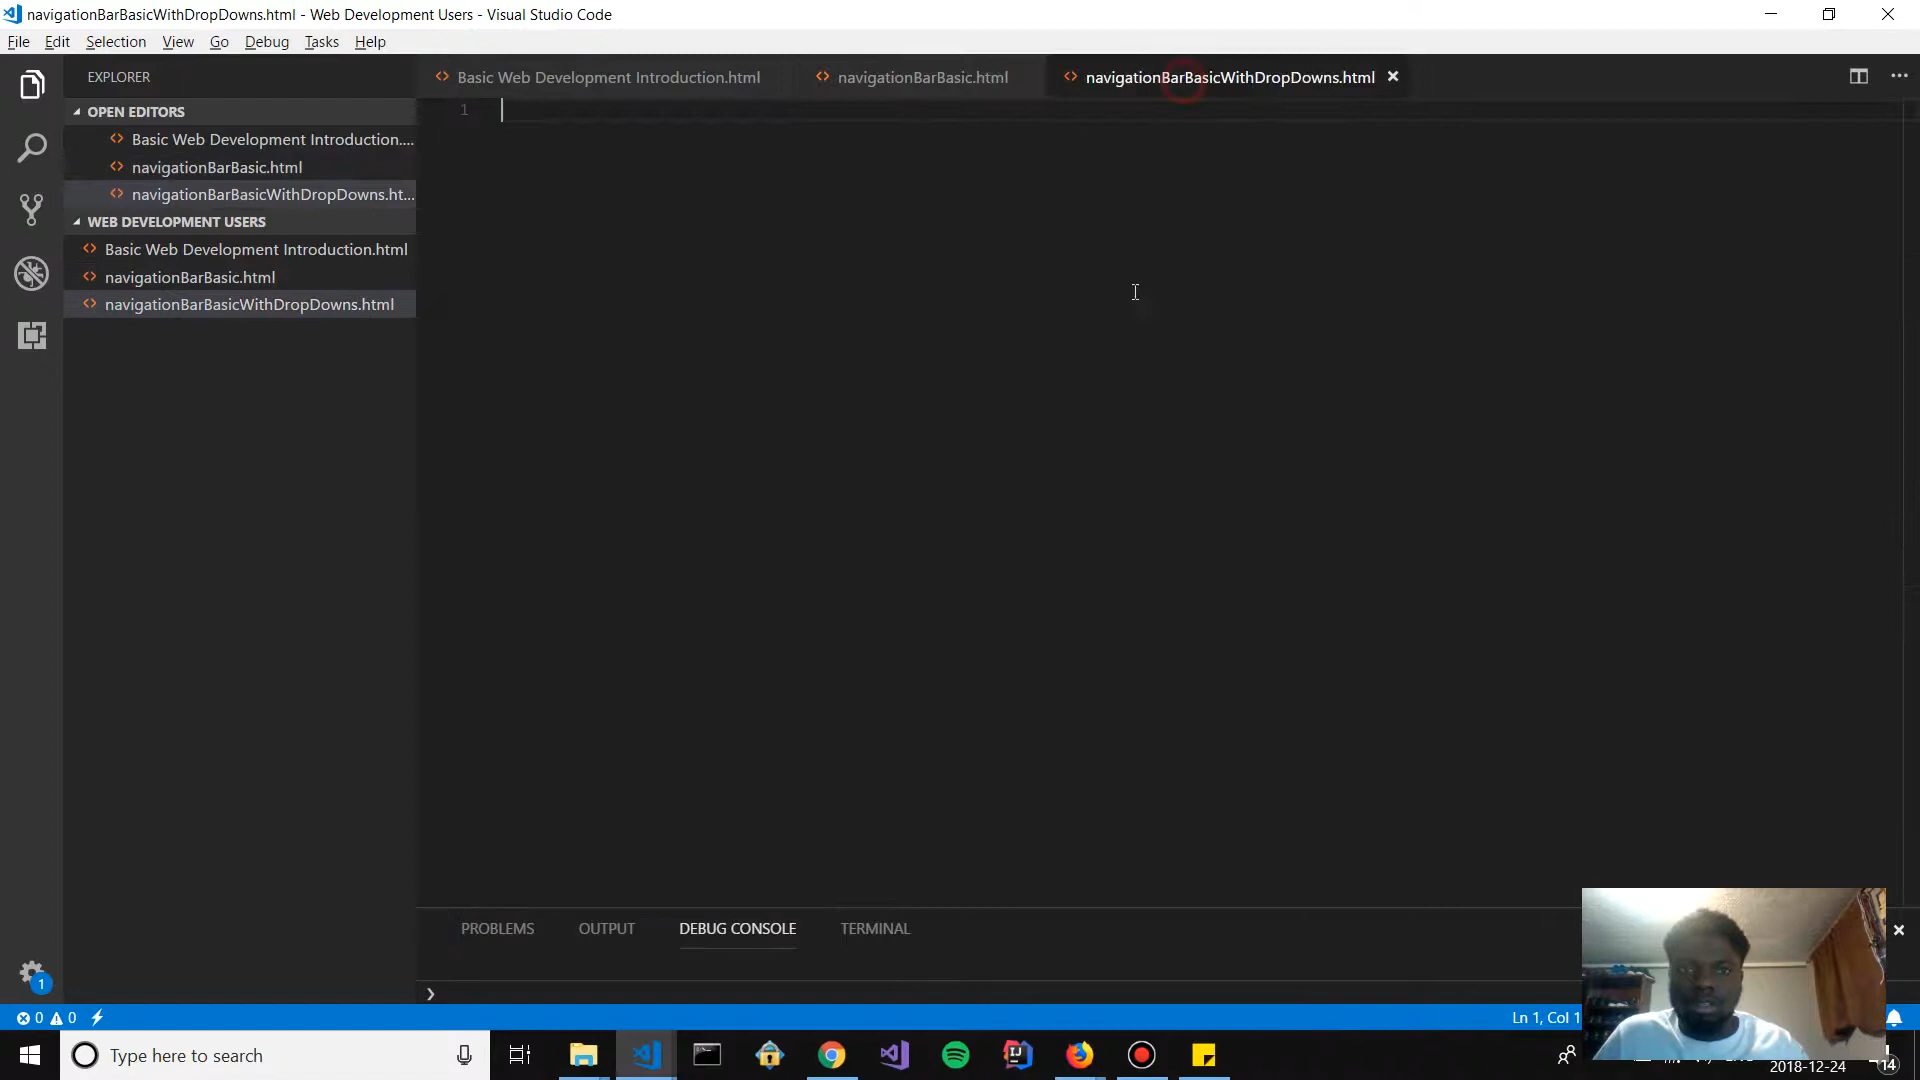 navigationBarBasicWithDropDowns.html - Web Development Users - Visual Studio Code
File Edit Selection View Go Debug Tasks Help
EXPLORER
OPEN EDITORS
Basic Web Development Introduction....
navigationBarBasic.html
navigationBarBasicWithDropDowns.ht...
WEB DEVELOPMENT USERS
Basic Web Development Introduction.html
navigationBarBasic.html
navigationBarBasicWithDropDowns.html
Basic Web Development Introduction.html navigationBarBasic.html navigationBarBasicWithDropDowns.html
1
PROBLEMS OUTPUT DEBUG CONSOLE TERMINAL
1
0 0 Ln 1, Col 1
Type here to search
2018-12-24
14